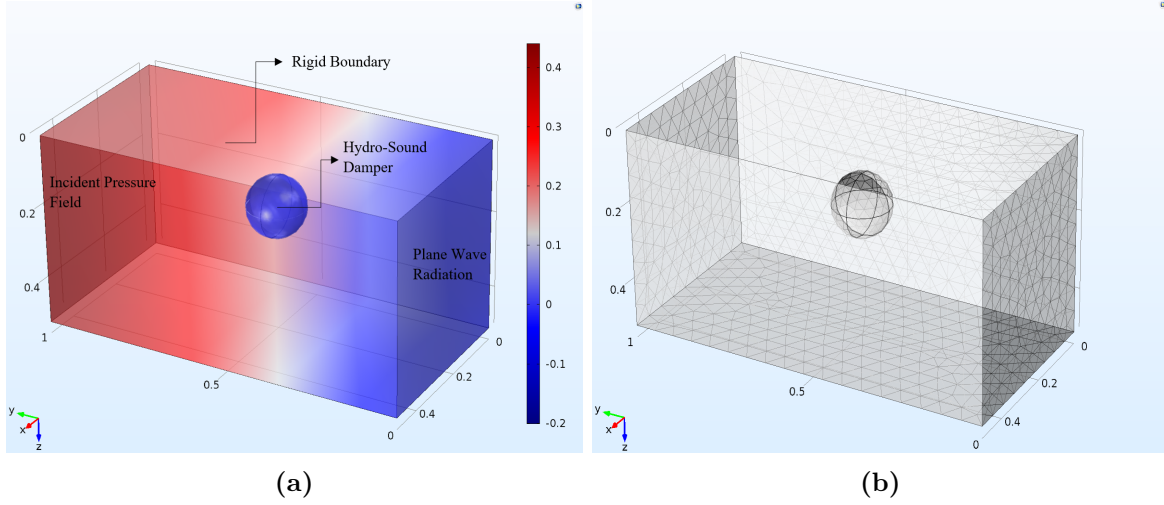 Rigid Boundary
Hydro-Sound
Damper
Incident Pressure
Field
Plane Wave
Radiation
0
0.2
0.4
1
0.5
0
0.4
0.2
0
0.4
0.3
0.2
0.1
0
-0.1
-0.2
y
x
z
(a)
0
0.2
0.4
1
0.5
0
0.4
0.2
0
y
x
z
(b)